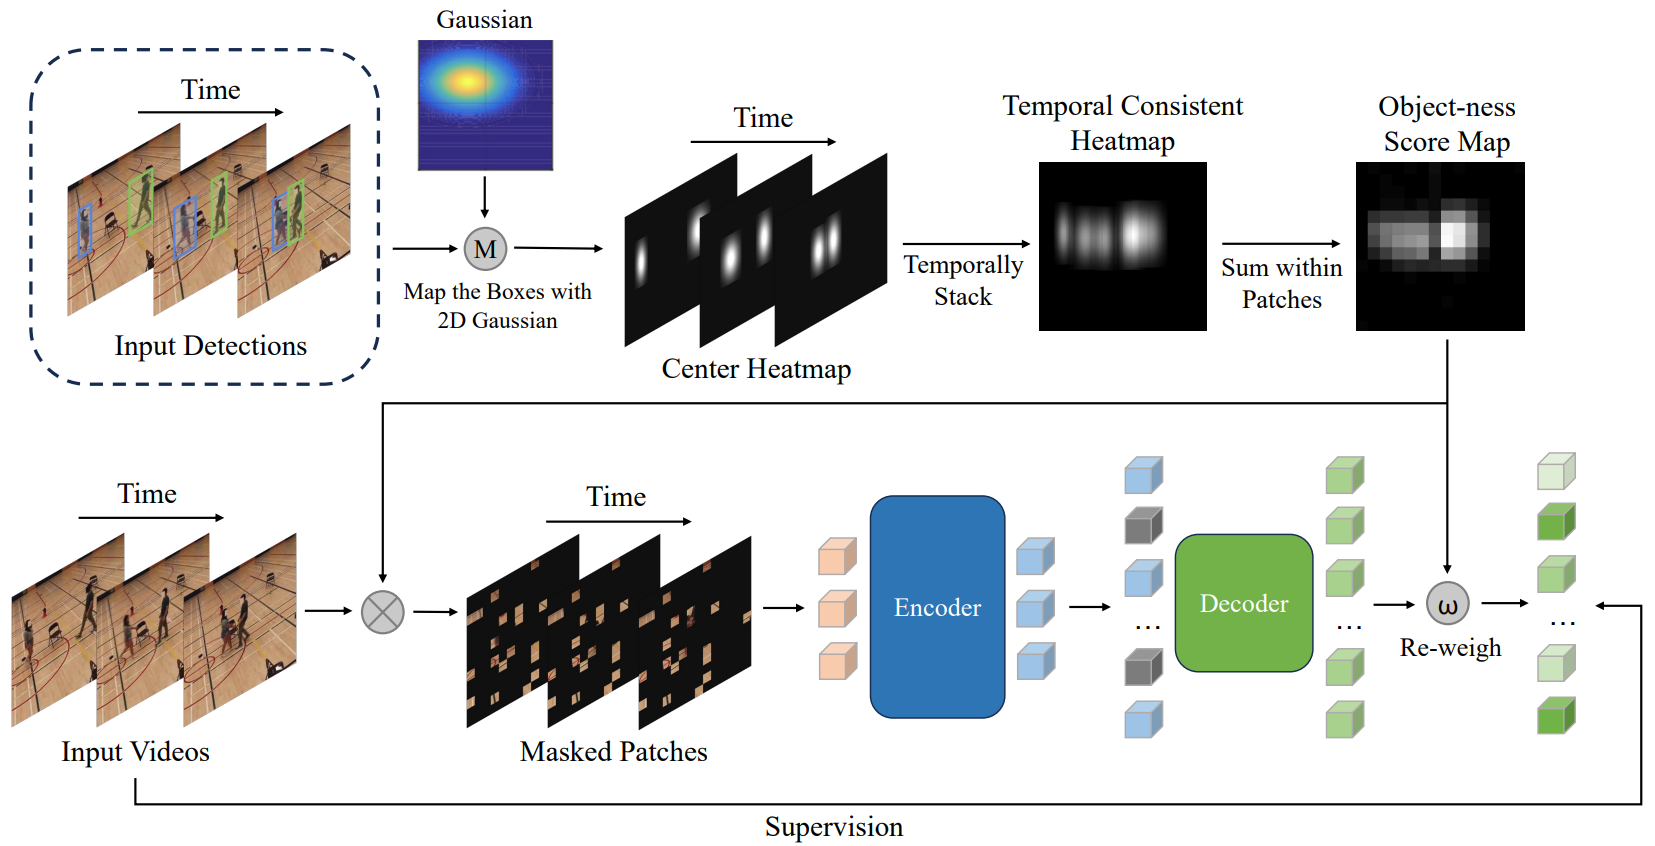 Gaussian
Time
Time
Temporal Consistent
Heatmap
Object-ness
Score Map
M
Map the Boxes with
2D Gaussian
Temporally
Stack
Sum within
Patches
Input Detections
Center Heatmap
Time
Time
Encoder
Decoder
...
...
...
ω
Re-weigh
Input Videos
Masked Patches
Supervision